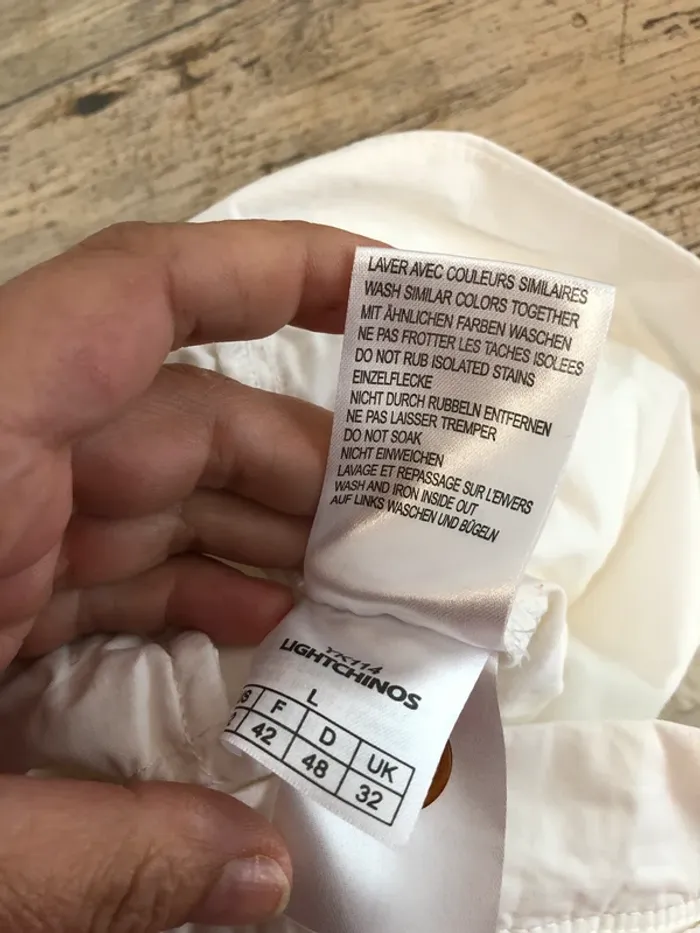 LAVER AVEC COULEURS SIMILAIRES
WASH SIMILAR COLORS TOGETHER
MIT ÄHNLICHEN FARBEN WASCHEN
NE PAS FROTTER LES TACHES ISOLEES
DO NOT RUB ISOLATED STAINS
EINZELFLECKE
NICHT DURCH RUBBELN ENTFERNEN
NE PAS LAISSER TREMPER
DO NOT SOAK
NICHT EINWEICHEN
LAVAGE ET REPASSAGE SUR L'ENVERS
WASH AND IRON INSIDE OUT
AUF LINKS WASCHEN UND BÜGELN
YK114
LIGHTCHINOS
L
F D UK
42 48 32